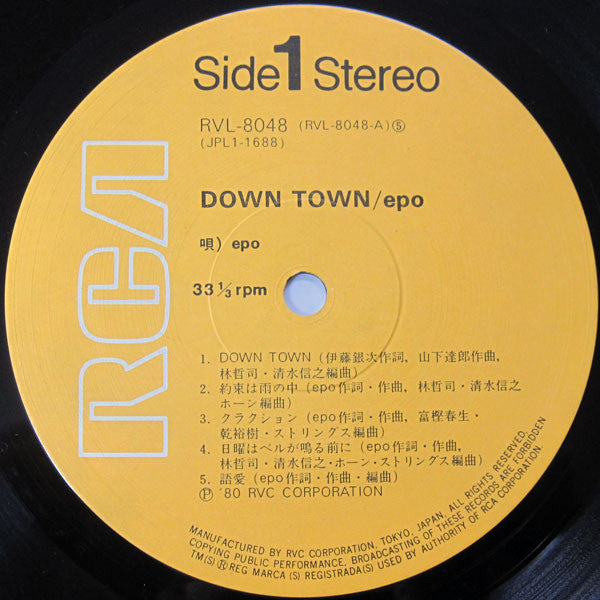 RCA
Side 1 Stereo
RVL-8048 (RVL-8048-A)⑤
(JPL1-1688)
DOWN TOWN/epo
唄) epo
33 1/3 rpm
1. DOWN TOWN (伊藤銀次作詞, 山下達郎作曲,
林哲司・清水信之編曲)
2. 約束は雨の中 (epo作詞・作曲, 林哲司・清水信之
ホーン編曲)
3. クラクション (epo作詞・作曲, 富樫春生・
乾裕樹・ストリングス編曲)
4. 日曜はベルが鳴る前に (epo作詞・作曲,
林哲司・清水信之・ホーン・ストリングス編曲)
5. 語愛 (epo作詞・作曲・編曲)
Ⓟ '80 RVC CORPORATION
MANUFACTURED BY RVC CORPORATION, TOKYO, JAPAN, ALL RIGHTS RESERVED.
COPYING PUBLIC PERFORMANCE, BROADCASTING OF THESE RECORDS ARE FORBIDDEN
TM(S) ® REG MARCA (S) REGISTRADA(S) USED BY AUTHORITY OF RCA CORPORATION.